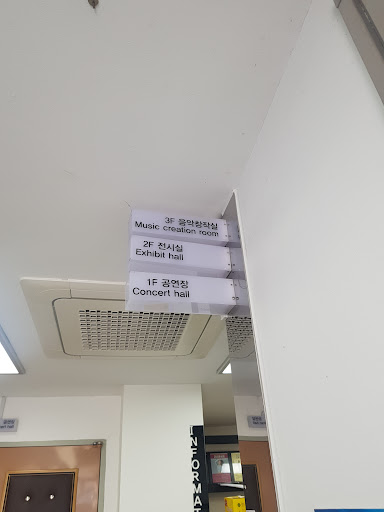 3F 음악창작실
Music creation room
2F 전시실
Exhibit hall
1F 공연장
Concert hall
INFORMAT